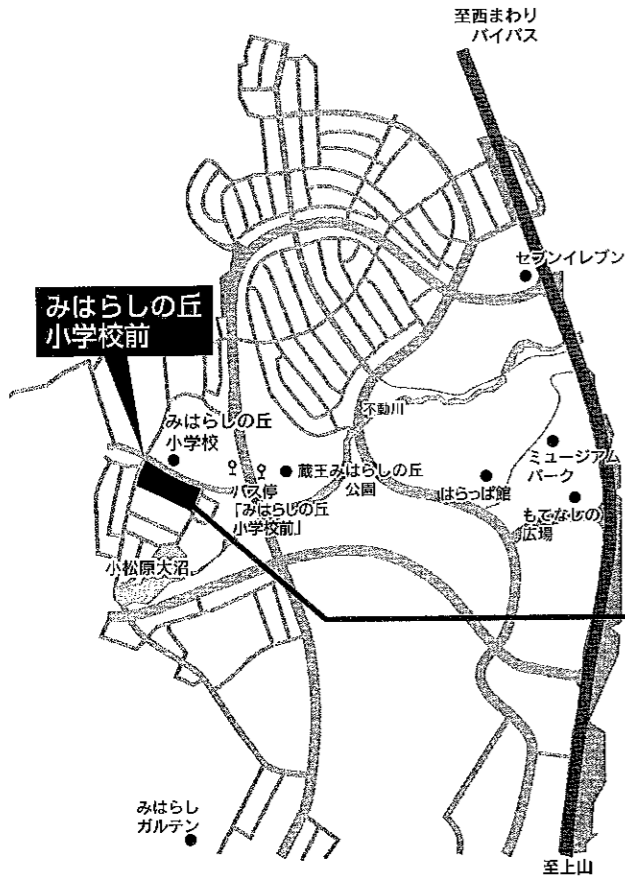 至西まわり
バイパス
セブンイレブン
みはらしの丘
小学校前
みはらしの丘
小学校
不動川
蔵王みはらしの丘
公園
バス停
「みはらしの丘
小学校前」
ミュージアム
パーク
はらっぱ館
もてなしの
広場
小松原大沼
みはらし
ガルテン
至上山